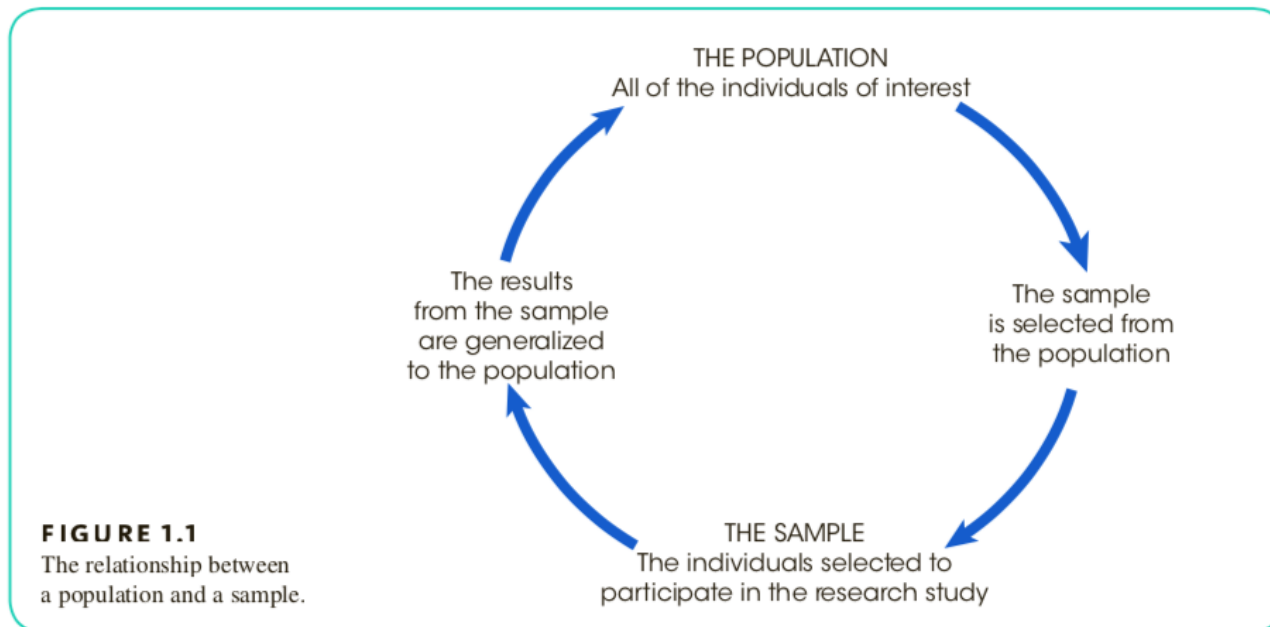 THE POPULATION
All of the individuals of interest
The sample
is selected from
the population
THE SAMPLE
The individuals selected to
participate in the research study
The results
from the sample
are generalized
to the population
FIGURE 1.1
The relationship between
a population and a sample.